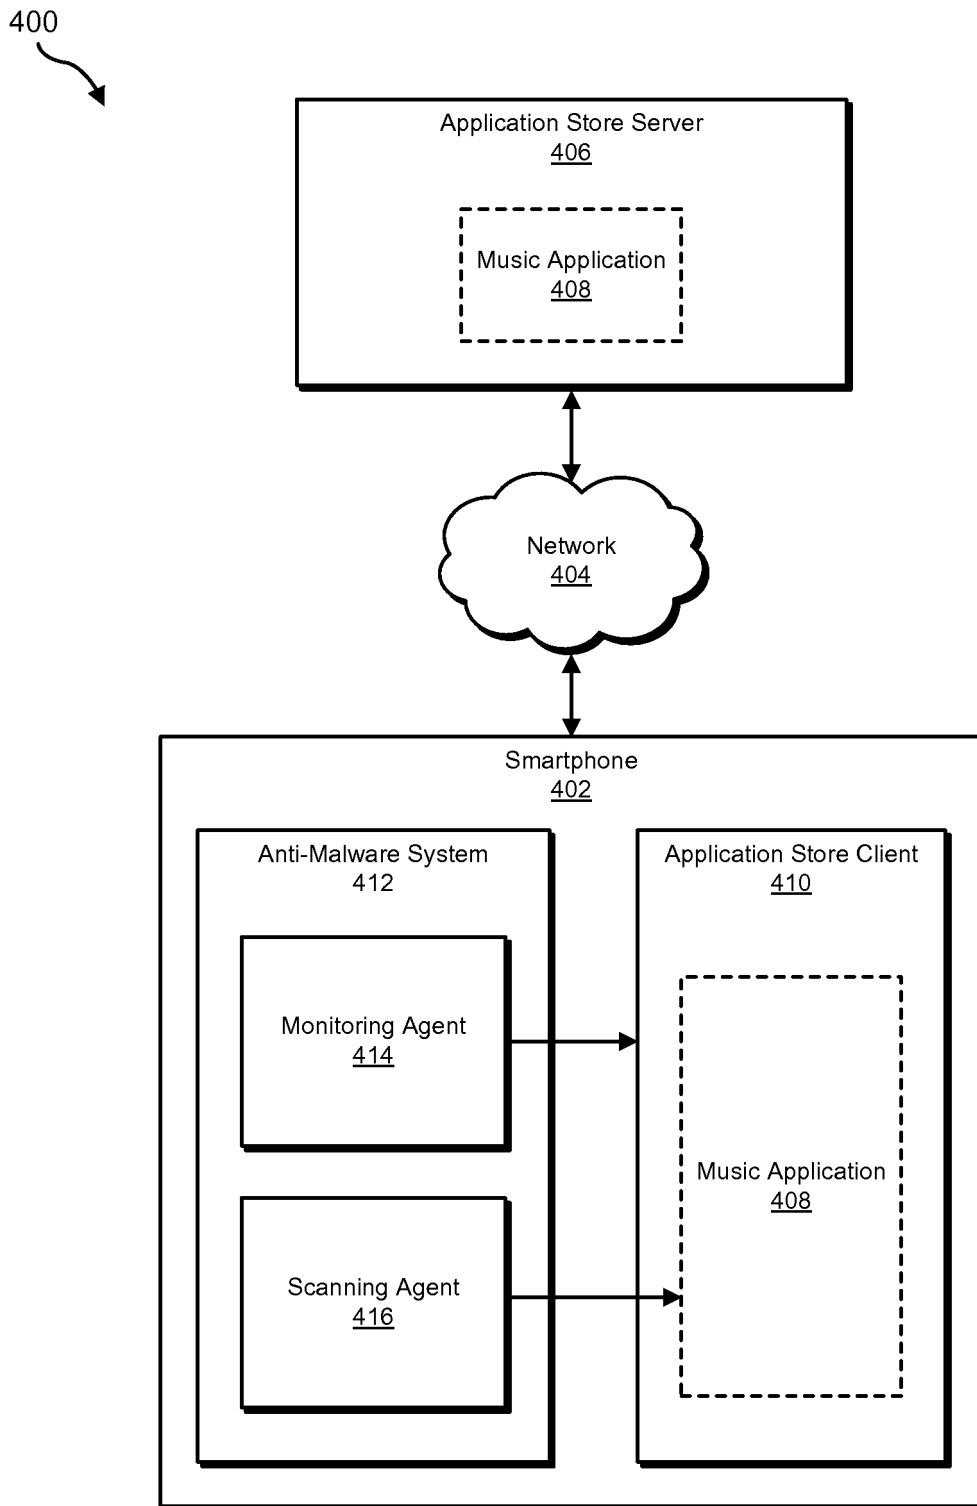 400
Application Store Server
406
Music Application
408
Network
404
Smartphone
402
Anti-Malware System
412
Monitoring Agent
414
Scanning Agent
416
Application Store Client
410
Music Application
408